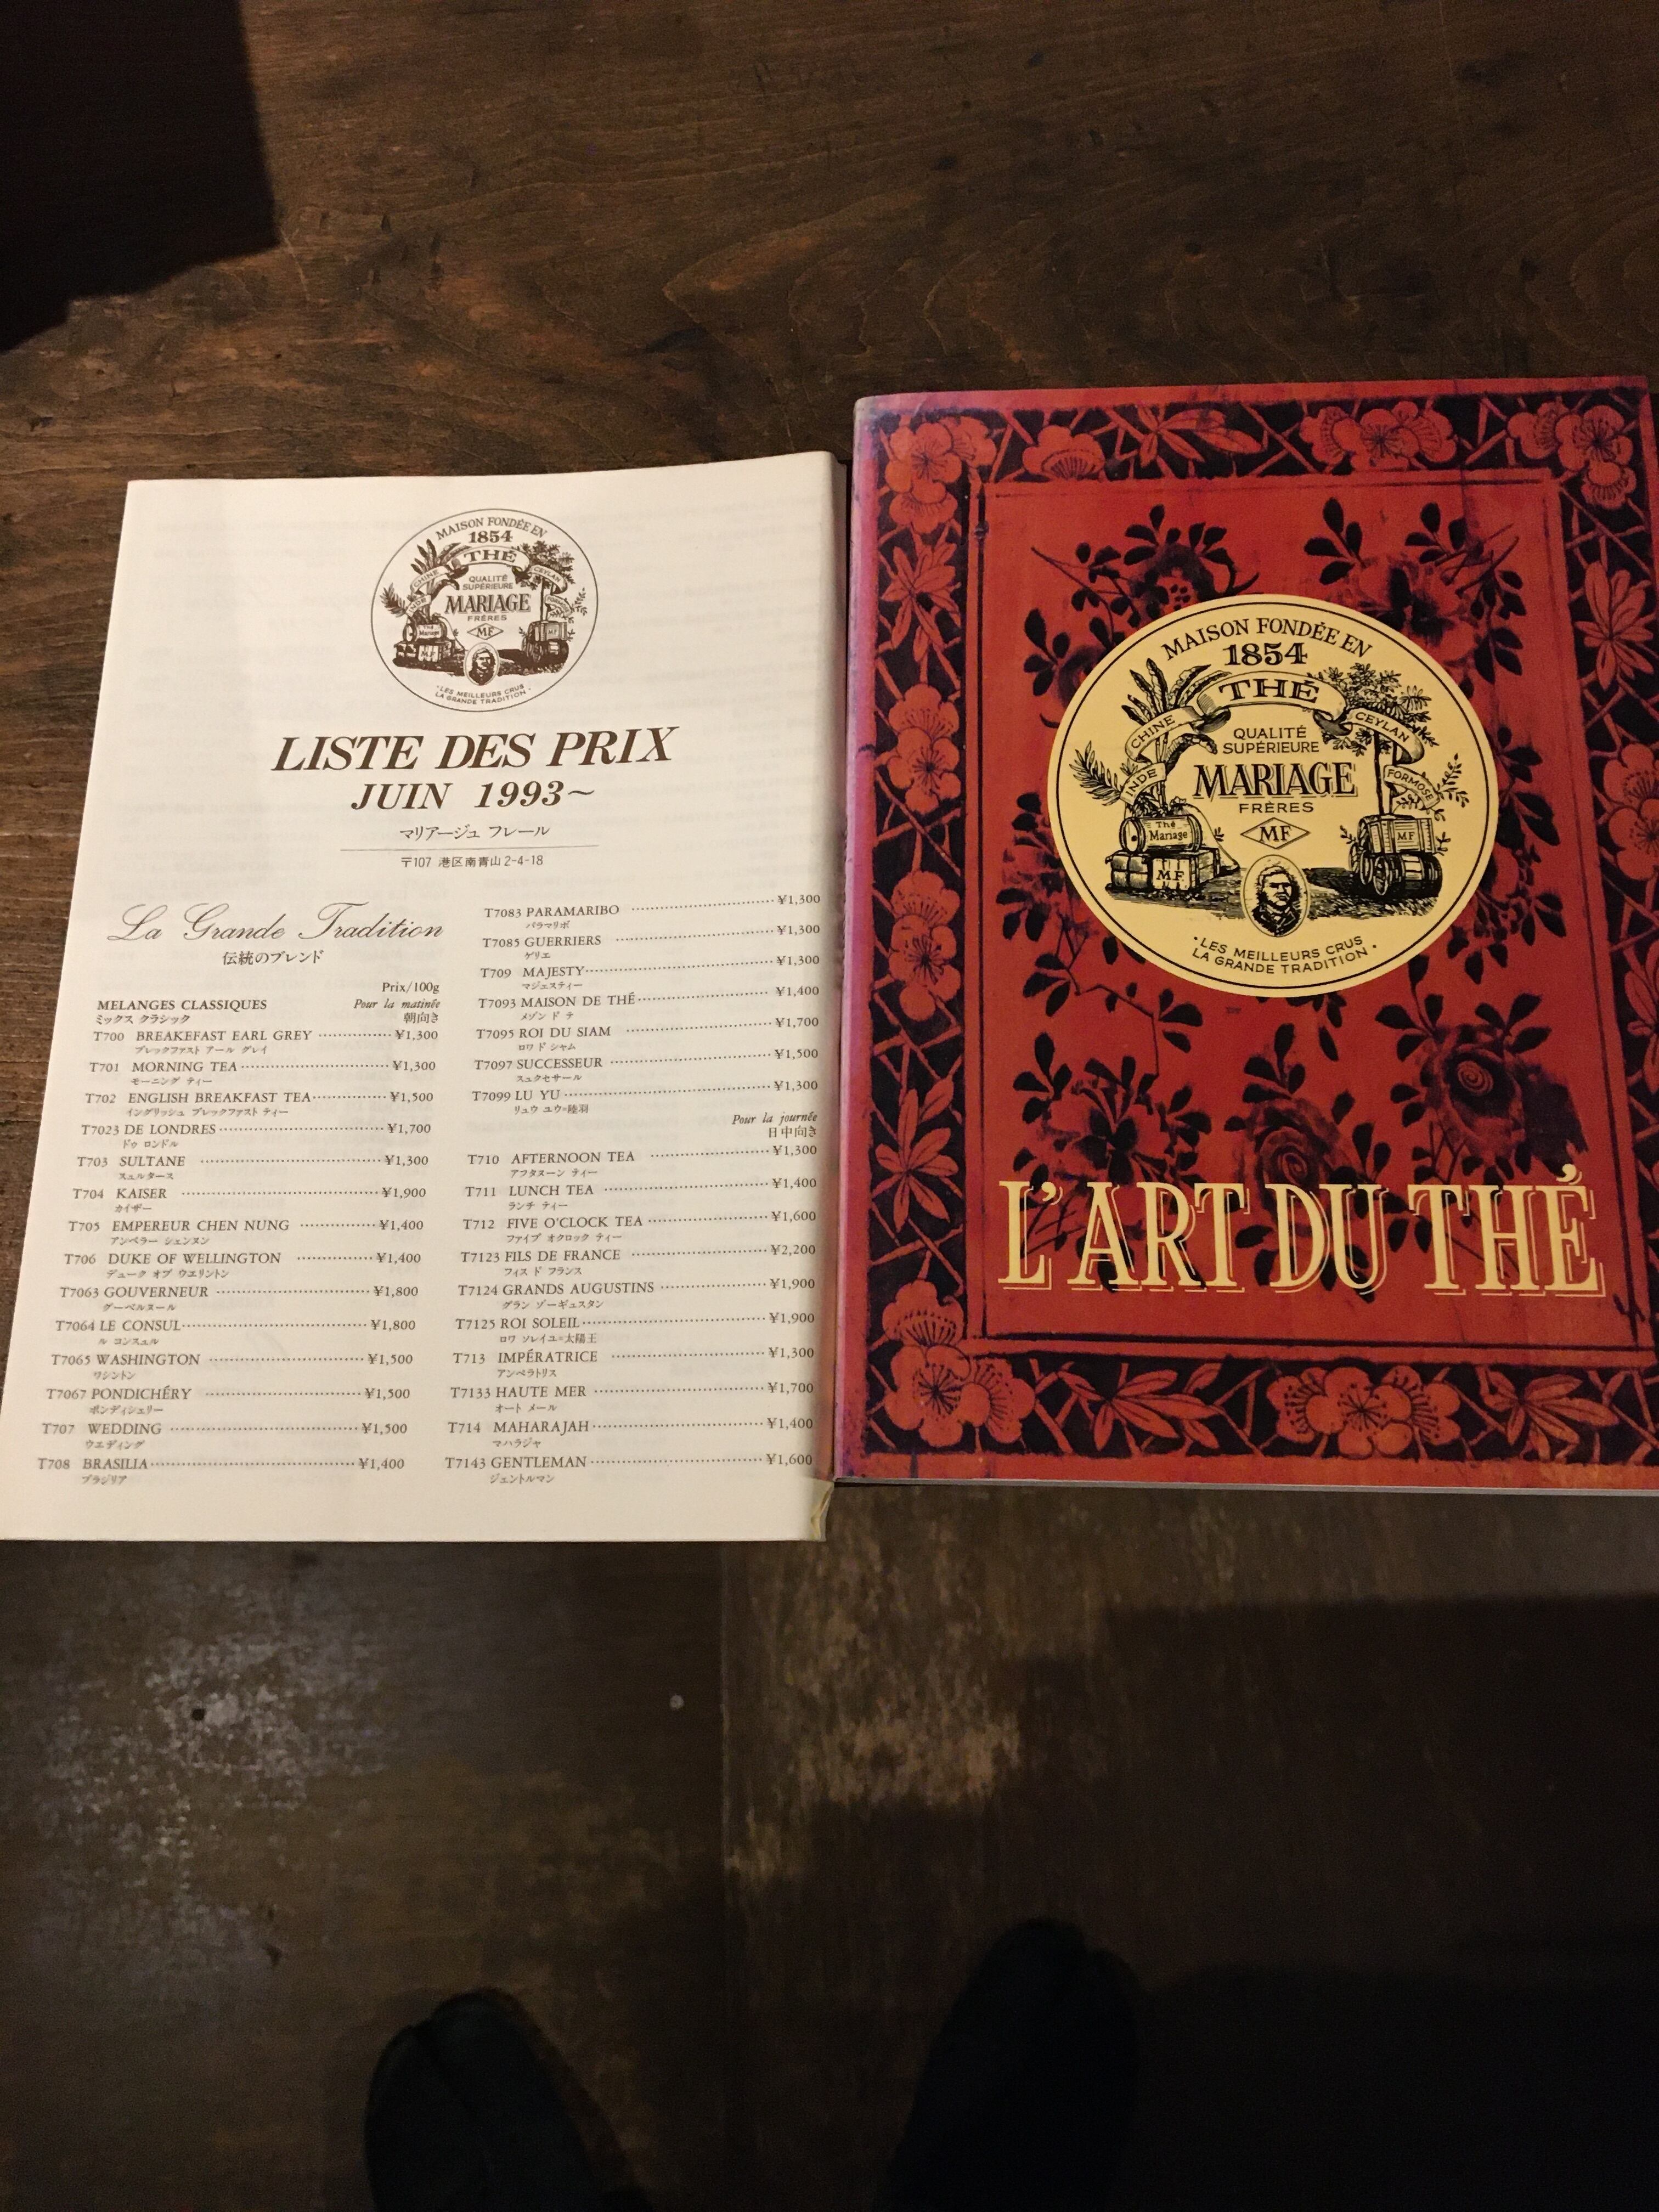 MAISON FONDÉE EN
1854
THÉ
CHINE
CEYLAN
INDE
FORMOSE
QUALITÉ
SUPÉRIEURE
MARIAGE
FRÈRES
MF
Thé
Mariage
M.F.
MF
·LES MEILLEURS CRUS
LA GRANDE TRADITION·
LISTE DES PRIX
JUIN 1993~
マリアージュ フレール
〒107 港区南青山2-4-18
La Grande Tradition
伝統のブレンド
Prix/100g
MELANGES CLASSIQUES Pour la matinée
ミックス クラシック 朝向き
T700 BREAKEFAST EARL GREY ¥1,300
ブレックファスト アール グレイ
T701 MORNING TEA ¥1,300
モーニング ティー
T702 ENGLISH BREAKFAST TEA ¥1,500
イングリッシュ ブレックファスト ティー
T7023 DE LONDRES ¥1,700
ドゥ ロンドル
T703 SULTANE ¥1,300
スュルタース
T704 KAISER ¥1,900
カイザー
T705 EMPEREUR CHEN NUNG ¥1,400
アンペラー シェンヌン
T706 DUKE OF WELLINGTON ¥1,400
デューク オブ ウエリントン
T7063 GOUVERNEUR ¥1,800
グーベルヌール
T7064 LE CONSUL ¥1,800
ル コンスュル
T7065 WASHINGTON ¥1,500
ワシントン
T7067 PONDICHÉRY ¥1,500
ポンディシェリー
T707 WEDDING ¥1,500
ウエディング
T708 BRASILIA ¥1,400
ブラジリア
T7083 PARAMARIBO ¥1,300
パラマリボ
T7085 GUERRIERS ¥1,300
ゲリエ
T709 MAJESTY ¥1,300
マジェスティー
T7093 MAISON DE THÉ ¥1,400
メゾン ド テ
T7095 ROI DU SIAM ¥1,700
ロワ ド シャム
T7097 SUCCESSEUR ¥1,500
スュクセサール
T7099 LU YU ¥1,300
リュウ ユウ=陸羽
Pour la journée
日中向き
T710 AFTERNOON TEA ¥1,300
アフタヌーン ティー
T711 LUNCH TEA ¥1,400
ランチ ティー
T712 FIVE O'CLOCK TEA ¥1,600
ファイブ オクロック ティー
T7123 FILS DE FRANCE ¥2,200
フィス ド フランス
T7124 GRANDS AUGUSTINS ¥1,900
グラン ゾーギュスタン
T7125 ROI SOLEIL ¥1,900
ロワ ソレイユ=太陽王
T713 IMPÉRATRICE ¥1,300
アンペラトリス
T7133 HAUTE MER ¥1,700
オート メール
T714 MAHARAJAH ¥1,400
マハラジャ
T7143 GENTLEMAN ¥1,600
ジェントルマン
MAISON FONDÉE EN
1854
THÉ
CHINE
CEYLAN
INDE
FORMOSE
QUALITÉ
SUPÉRIEURE
MARIAGE
FRÈRES
MF
Thé
Mariage
M.F.
MF
·LES MEILLEURS CRUS
LA GRANDE TRADITION·
L'ART DU THÉ